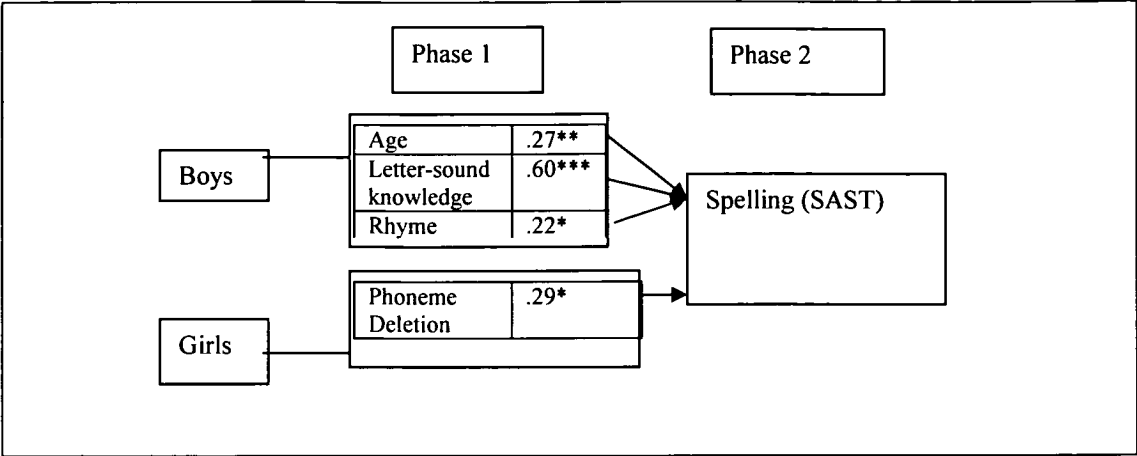 Phase 1
Phase 2
Boys
Age .27**
Letter-sound .60***
knowledge
Rhyme .22*
Spelling (SAST)
Girls
Phoneme .29*
Deletion